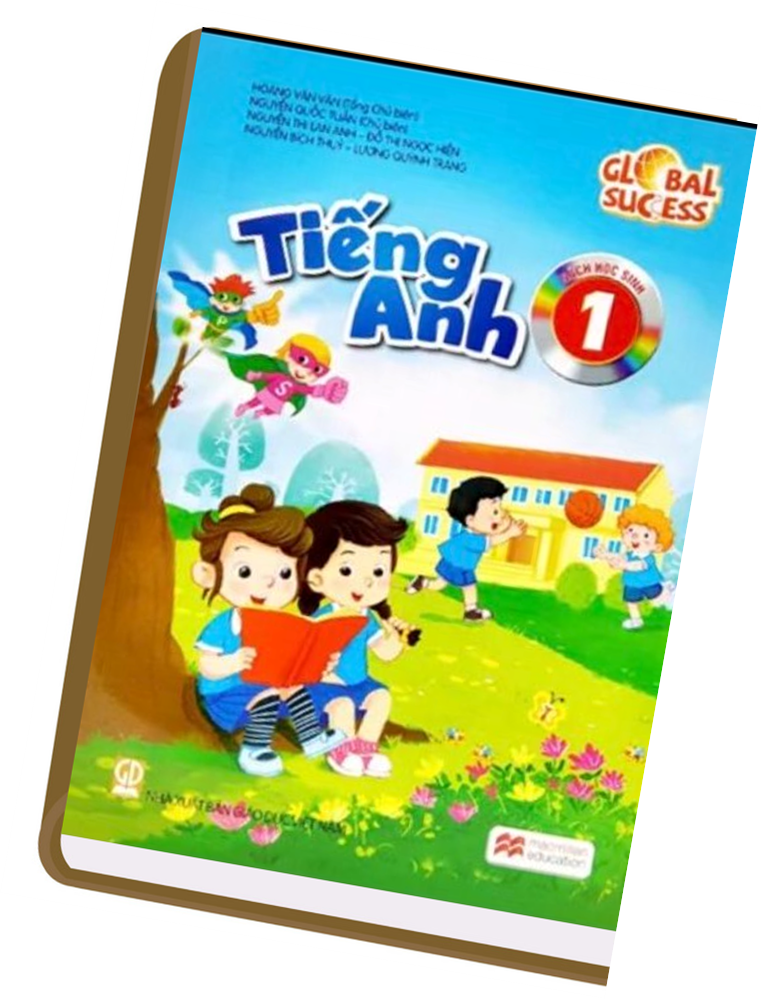 HOÀNG VĂN VÂN (Tổng Chủ biên)
NGUYỄN QUỐC TUẤN (Chủ biên)
NGUYỄN THỊ LAN ANH – ĐỖ THỊ NGỌC HIỀN
NGUYỄN BÍCH THUỶ – LƯƠNG QUỲNH TRANG
GLOBAL
SUCCESS
Tiếng
Anh
SÁCH HỌC SINH
1
P
S
GD
NHÀ XUẤT BẢN GIÁO DỤC VIỆT NAM
macmillan
education